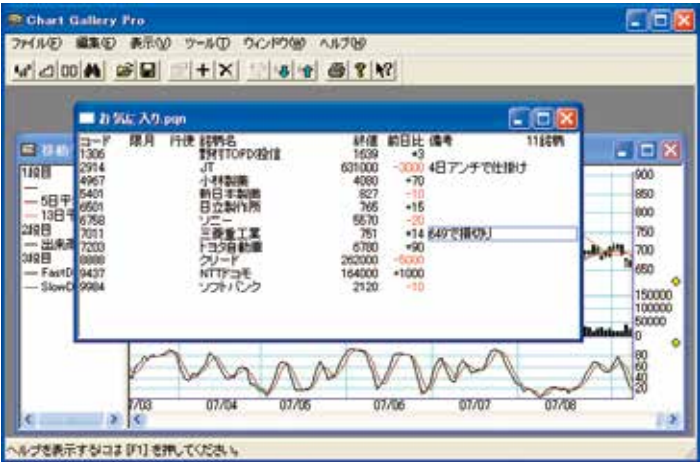 Chart Gallery Pro
ファイル(F) 編集(E) 表示(V) ツール(T) ウィンドウ(W) ヘルプ(H)
お気に入り.pqn
コード 限月 行使 銘柄名 終値 前日比 備考 11銘柄
1306 野村TOPIX投信 1639 +3
2914 JT 631000 -3000 4日アンチで仕掛け
4967 小林製薬 4080 +70
5401 新日本製鐵 827 -10
6501 日立製作所 765 +15
6758 ソニー 5570 -20
7011 三菱重工業 751 +14 649で損切り
7203 トヨタ自動車 6780 +90
8888 クリード 262000 -5000
9437 NTTドコモ 164000 +1000
9984 ソフトバンク 2120 -10
移動
1段目
5日平
13日平
2段目
出来高
3段目
FastD
SlowD
900
850
800
750
700
650
150000
100000
50000
0
80
60
40
20
07/03 07/04 07/05 07/06 07/07 07/08
ヘルプを表示するには [F1] を押してください。